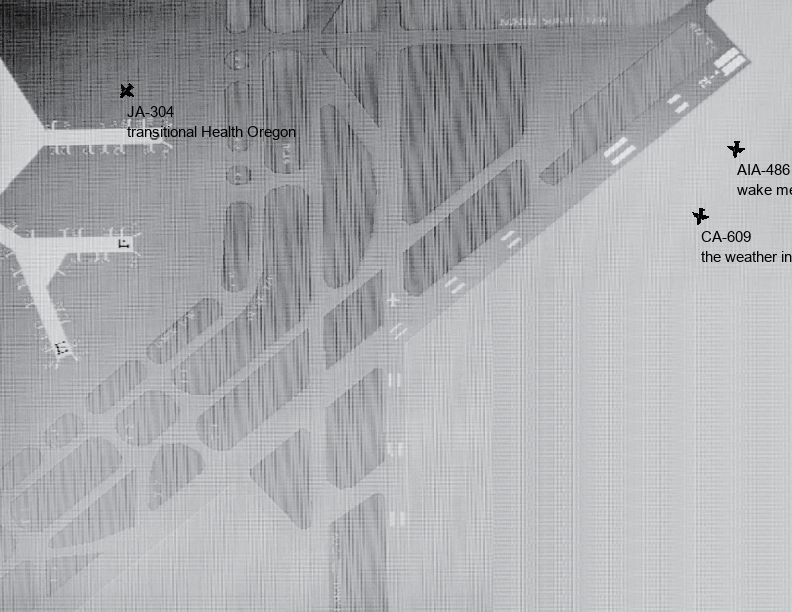 JA-304
transitional Health Oregon
AIA-486
wake me
CA-609
the weather in